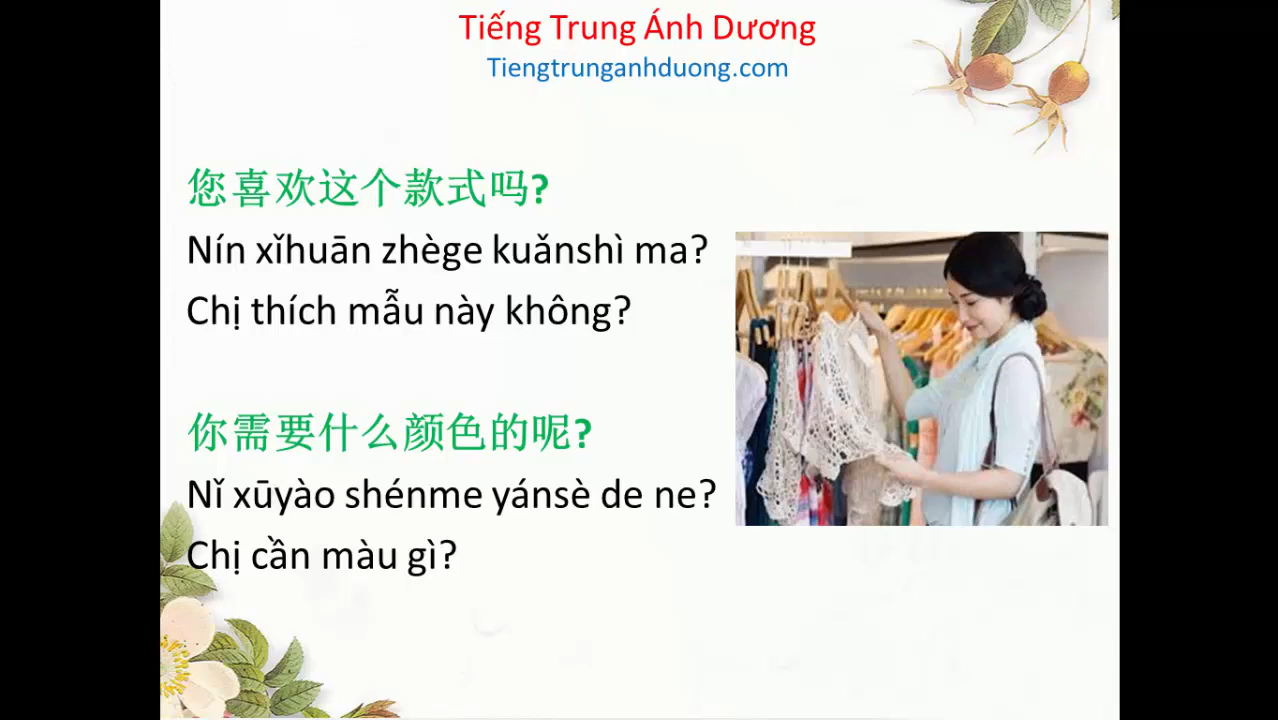 Tiếng Trung Ánh Dương
Tiengtrunganhduong.com
您喜欢这个款式吗?
Nín xǐhuān zhège kuǎnshì ma?
Chị thích mẫu này không?
你需要什么颜色的呢?
Nǐ xūyào shénme yánsè de ne?
Chị cần màu gì?